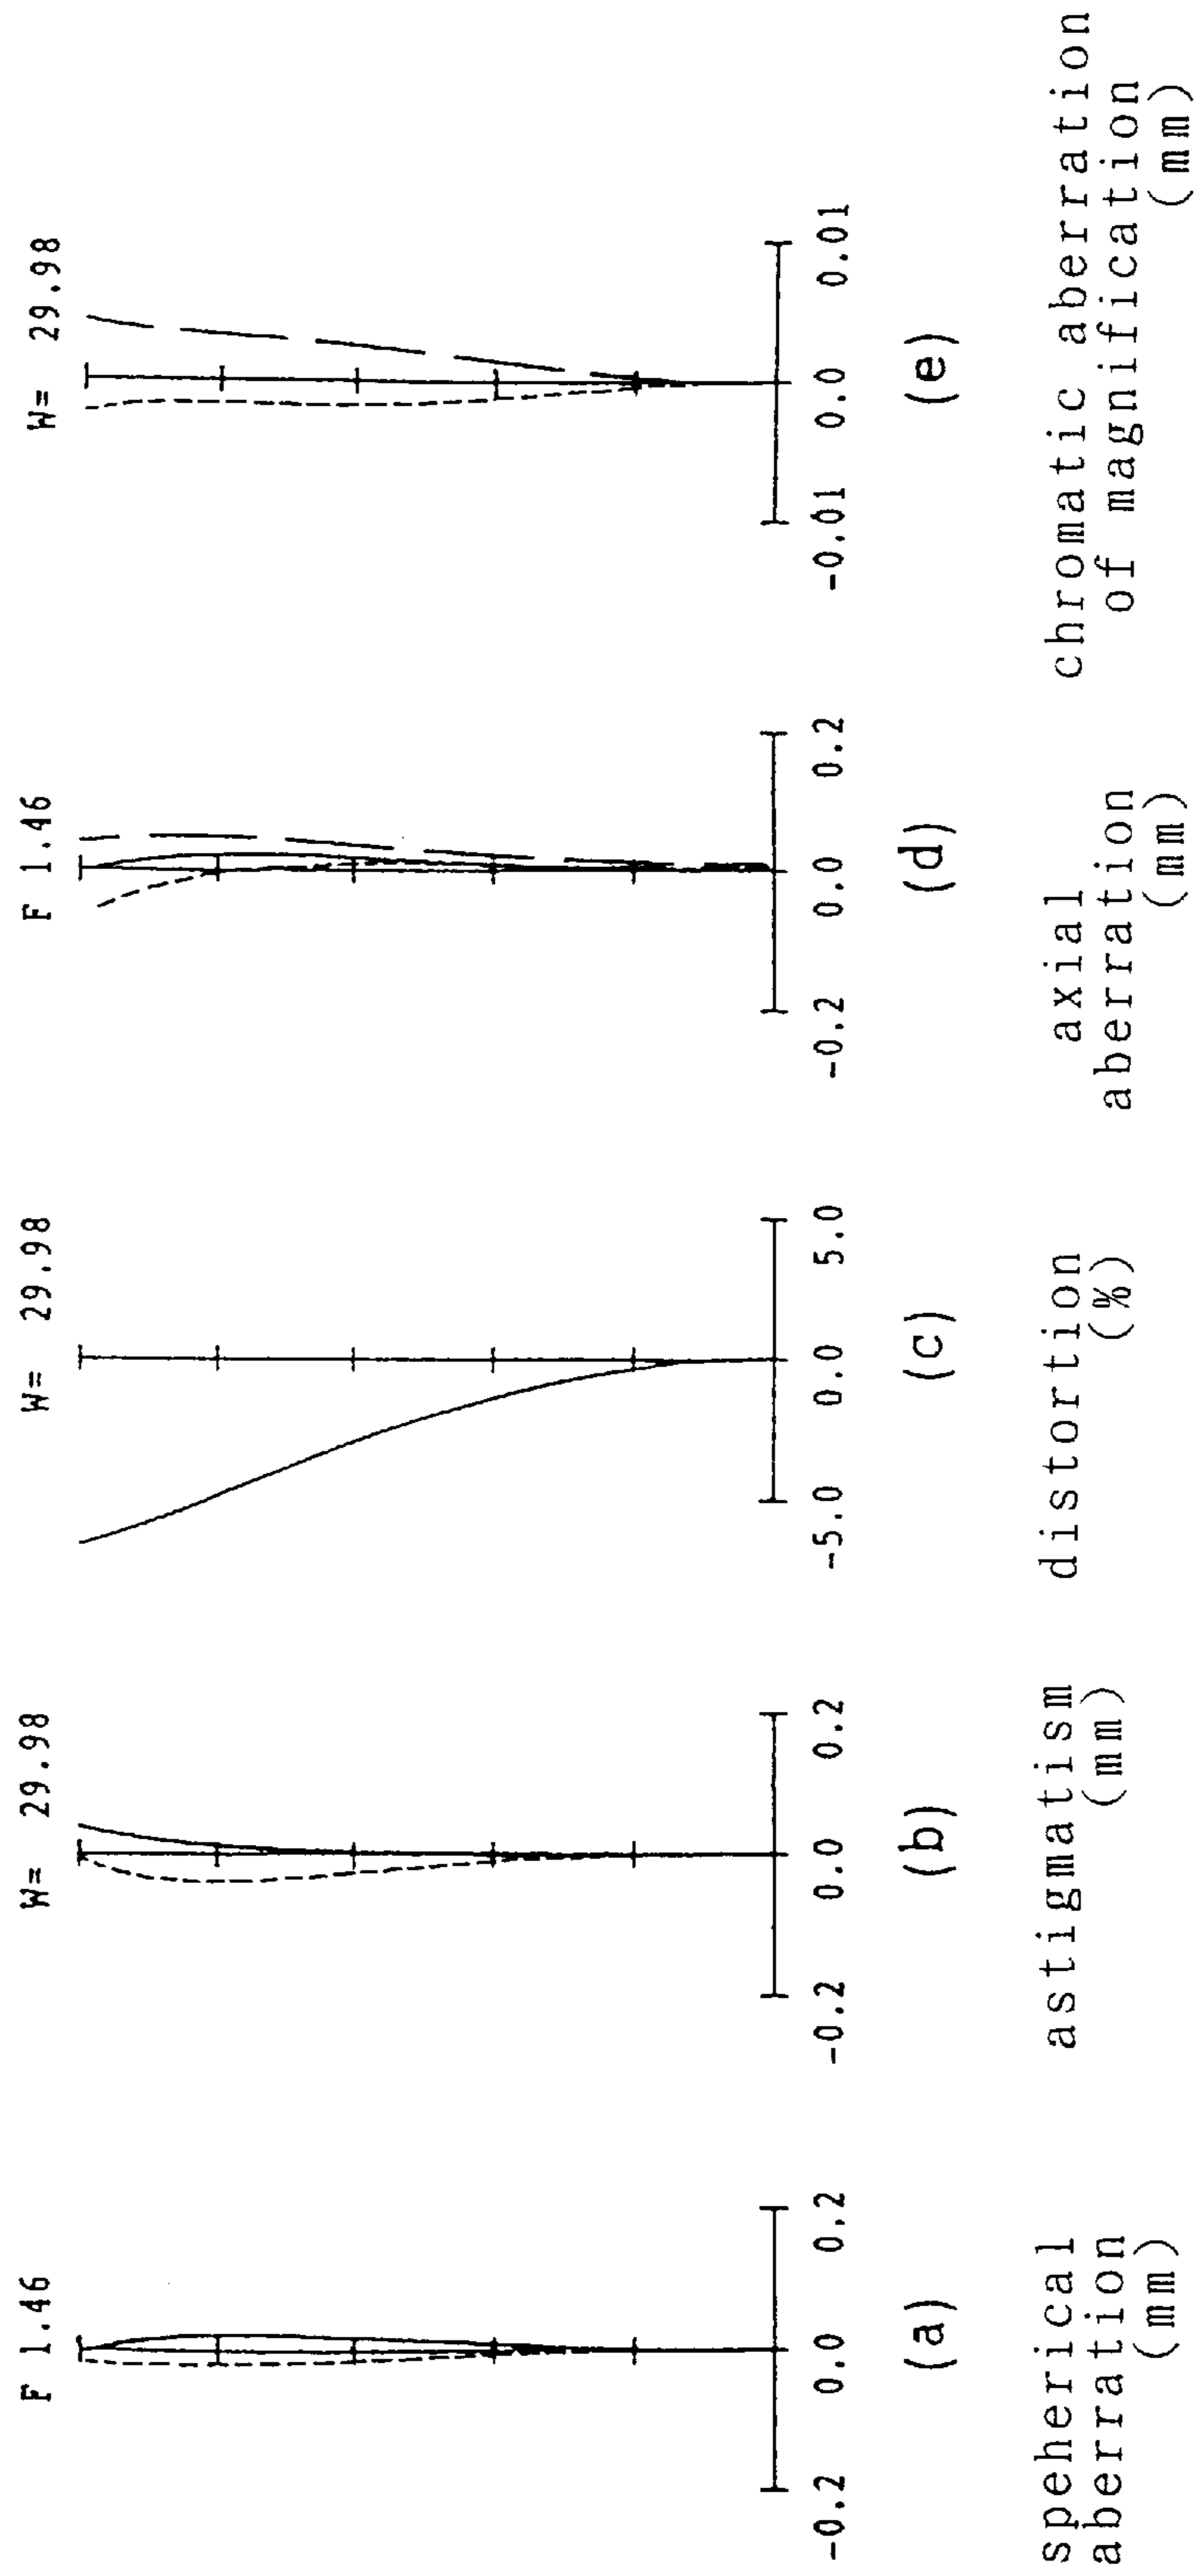 F 1.46
-0.2 0.0 0.2
(a)
speherical
aberration
(mm)
W= 29.98
-0.2 0.0 0.2
(b)
astigmatism
(mm)
W= 29.98
-5.0 0.0 5.0
(c)
distortion
(%)
F 1.46
-0.2 0.0 0.2
(d)
axial
aberration
(mm)
W= 29.98
-0.01 0.0 0.01
(e)
chromatic aberration
of magnification
(mm)